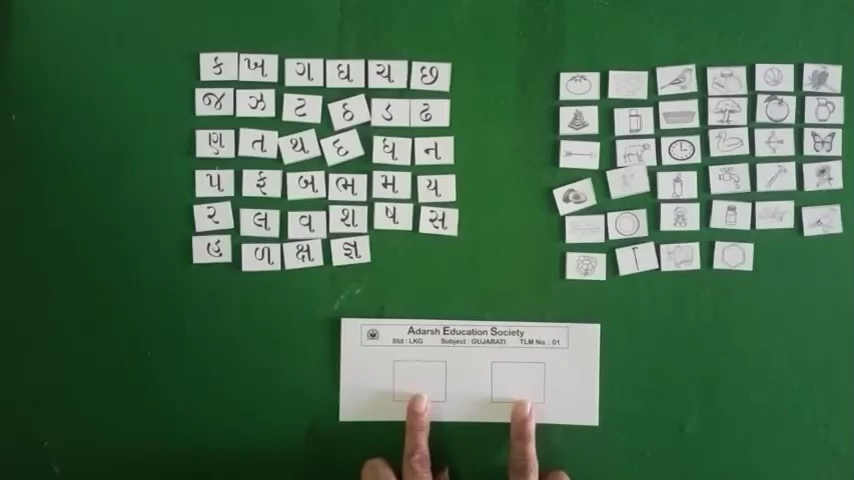 ક ખ ગ ઘ ચ છ
જ ઝ ટ ઠ ડ ઢ
ણ ત થ દ ધ ન
પ ફ બ ભ મ ય
ર લ વ શ ષ સ
હ ળ ક્ષ જ્ઞ
Adarsh Education Society
Std : LKG Subject : GUJARATI TLM No. : 01